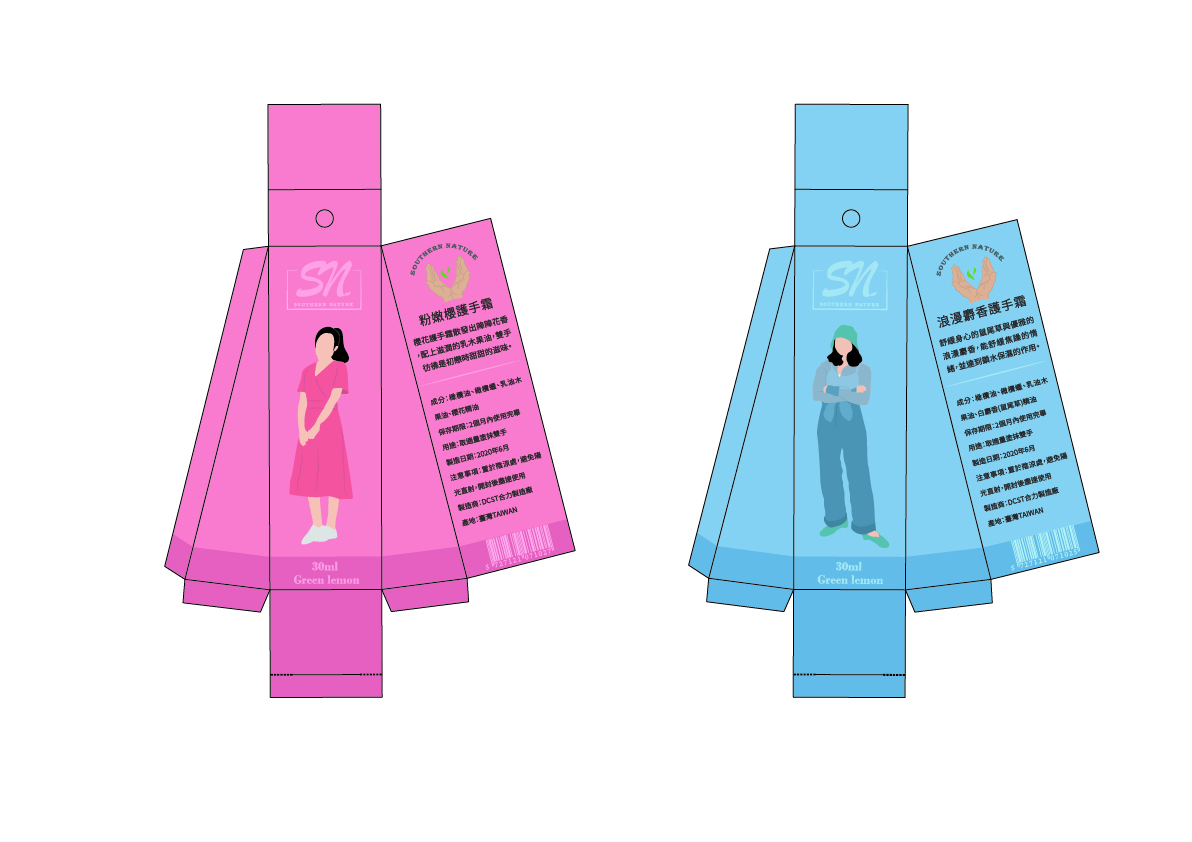 SN
SOUTHERN NATURE
30ml
Green lemon
SOUTHERN NATURE
粉嫩櫻護手霜
櫻花護手霜散發出陣陣花香
,配上滋潤的乳木果油,雙手
彷彿是初戀時甜甜的滋味。
成分:橄欖油、橄欖蠟、乳油木
果油、櫻花精油
保存期限:2個月內使用完畢
用途:取適量塗抹雙手
製造日期:2020年6月
注意事項:置於陰涼處,避免陽
光直射,開封後盡速使用
製造商:DCST合力製造廠
產地:臺灣TAIWAN
SN
SOUTHERN NATURE
30ml
Green lemon
SOUTHERN NATURE
浪漫麝香護手霜
舒緩身心的鼠尾草與優雅的
浪漫麝香,能舒緩焦躁的情
緒,並達到鎖水保濕的作用。
成分:橄欖油、橄欖蠟、乳油木
果油、白麝香(鼠尾草)精油
保存期限:2個月內使用完畢
用途:取適量塗抹雙手
製造日期:2020年6月
注意事項:置於陰涼處,避免陽
光直射,開封後盡速使用
製造商:DCST合力製造廠
產地:臺灣TAIWAN